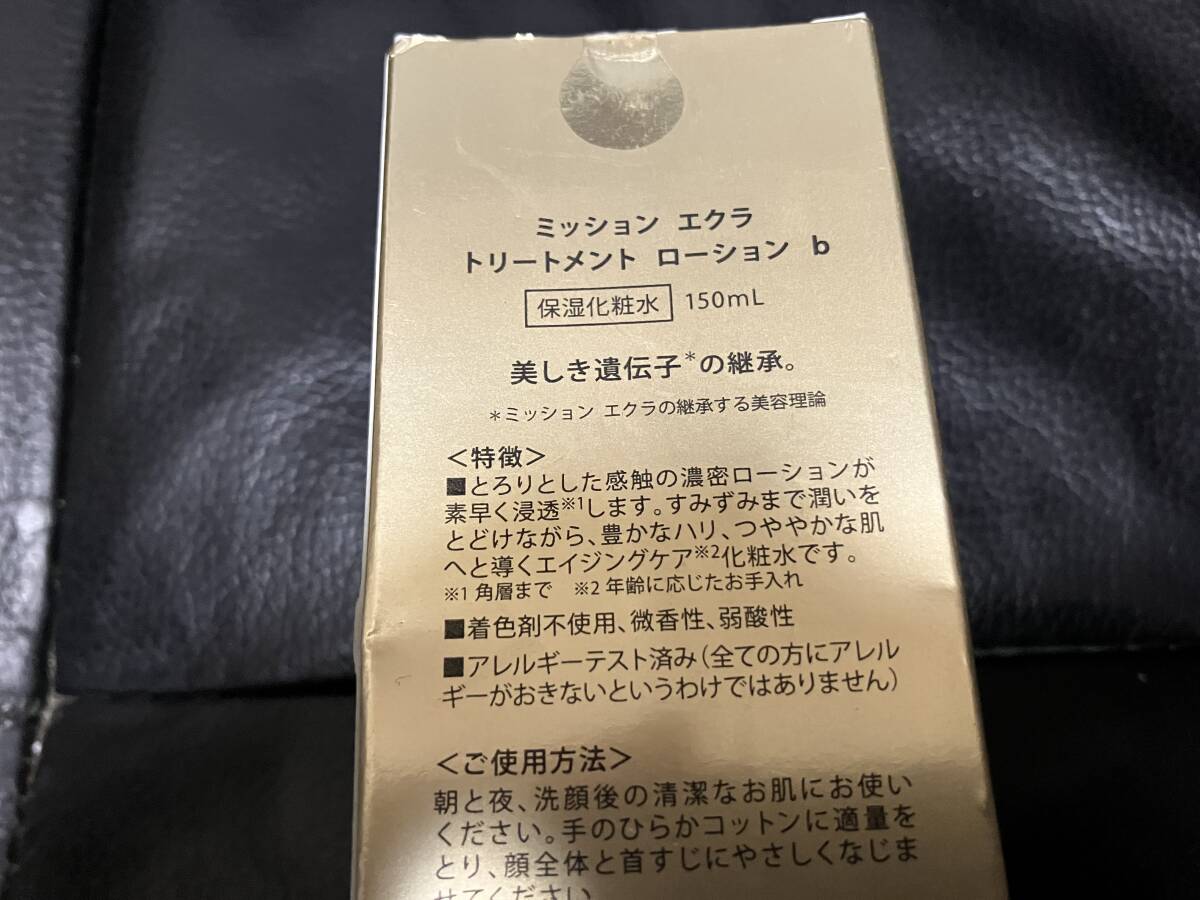 ミッション エクラ
トリートメント ローション b
保湿化粧水 150mL
美しき遺伝子*の継承。
*ミッション エクラの継承する美容理論
<特徴>
■とろりとした感触の濃密ローションが
素早く浸透※1します。すみずみまで潤いを
とどけながら、豊かなハリ、つややかな肌
へと導くエイジングケア※2化粧水です。
※1 角層まで ※2 年齢に応じたお手入れ
■着色剤不使用、微香性、弱酸性
■アレルギーテスト済み(全ての方にアレル
ギーがおきないというわけではありません)
<ご使用方法>
朝と夜、洗顔後の清潔なお肌にお使い
ください。手のひらかコットンに適量を
とり、顔全体と首すじにやさしくなじま
せてください。